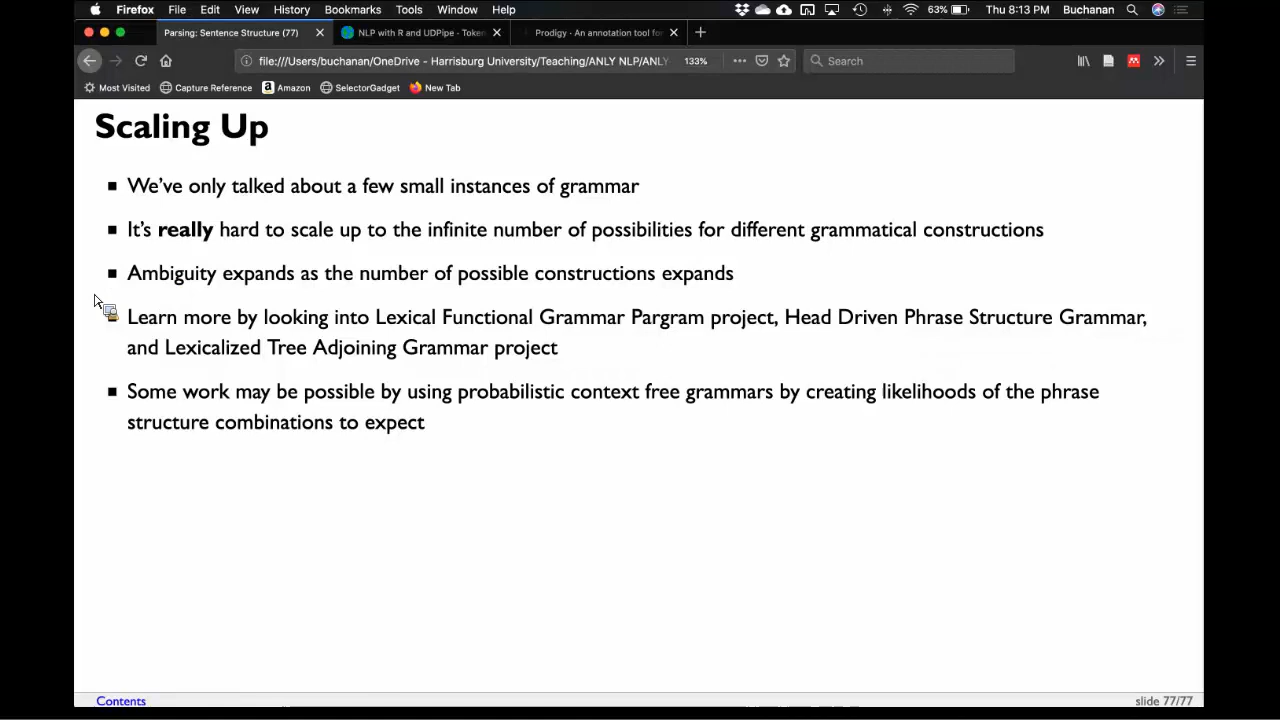 Firefox File Edit View History Bookmarks Tools Window Help 63% Thu 8:13 PM Buchanan
Parsing: Sentence Structure (77) NLP with R and UDPipe - Token Prodigy - An annotation tool for
file:///Users/buchanan/OneDrive - Harrisburg University/Teaching/ANLY NLP/ANLY 133% Search
Most Visited Capture Reference Amazon SelectorGadget New Tab
Scaling Up
We've only talked about a few small instances of grammar
It's really hard to scale up to the infinite number of possibilities for different grammatical constructions
Ambiguity expands as the number of possible constructions expands
Learn more by looking into Lexical Functional Grammar Pargram project, Head Driven Phrase Structure Grammar,
and Lexicalized Tree Adjoining Grammar project
Some work may be possible by using probabilistic context free grammars by creating likelihoods of the phrase
structure combinations to expect
Contents slide 77/77